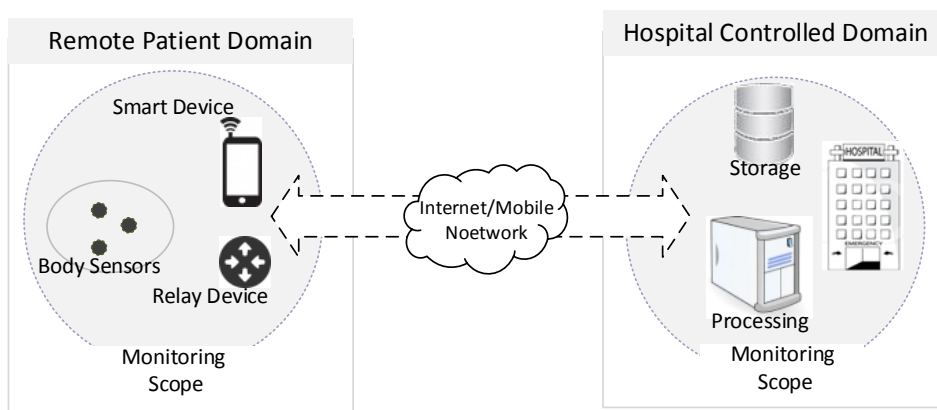 Remote Patient Domain
Smart Device
Body Sensors
Relay Device
Monitoring
Scope
Internet/Mobile
Noetwork
Hospital Controlled Domain
Storage
HOSPITAL
EMERGENCY
Processing
Monitoring
Scope